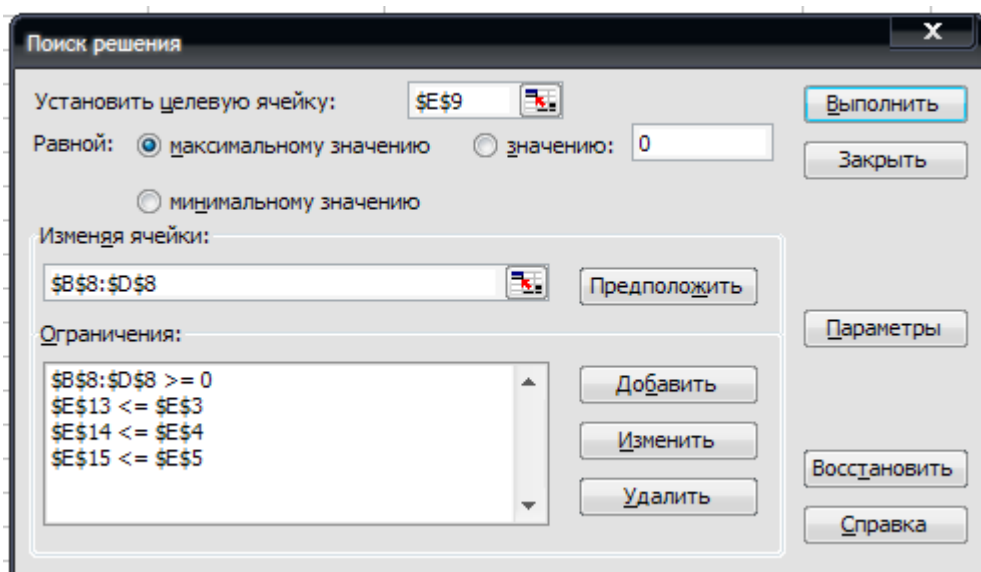 Поиск решения
X
Установить целевую ячейку: $E$9
Выполнить
Равной: максимальному значению значению: 0
Закрыть
минимальному значению
Изменяя ячейки:
$B$8:$D$8
Предположить
Ограничения:
Параметры
$B$8:$D$8 >= 0
$E$13 <= $E$3
$E$14 <= $E$4
$E$15 <= $E$5
Добавить
Изменить
Удалить
Восстановить
Справка